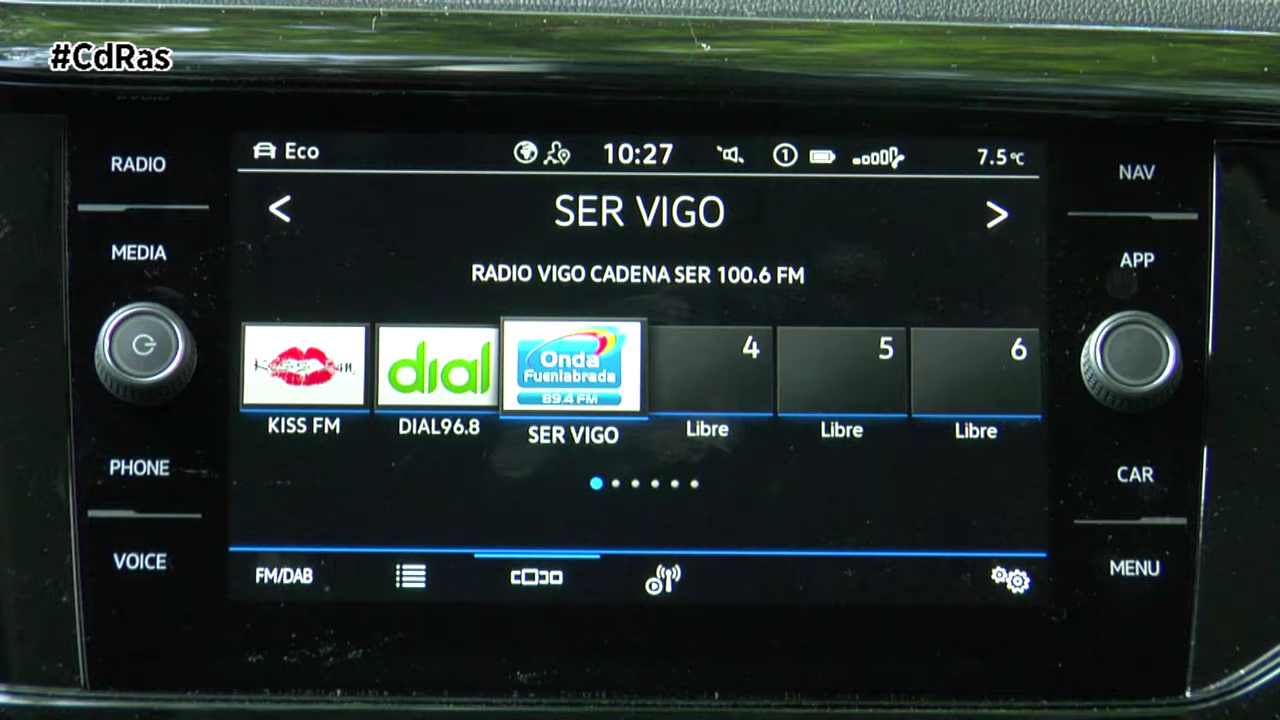 #CdRas
RADIO
MEDIA
PHONE
VOICE
Eco
10:27
1
7.5°C
<
SER VIGO
>
RADIO VIGO CADENA SER 100.6 FM
dial
Onda
Fuenlabrada
89.4 FM
4
5
6
KISS FM
DIAL96.8
SER VIGO
Libre
Libre
Libre
FM/DAB
NAV
APP
CAR
MENU